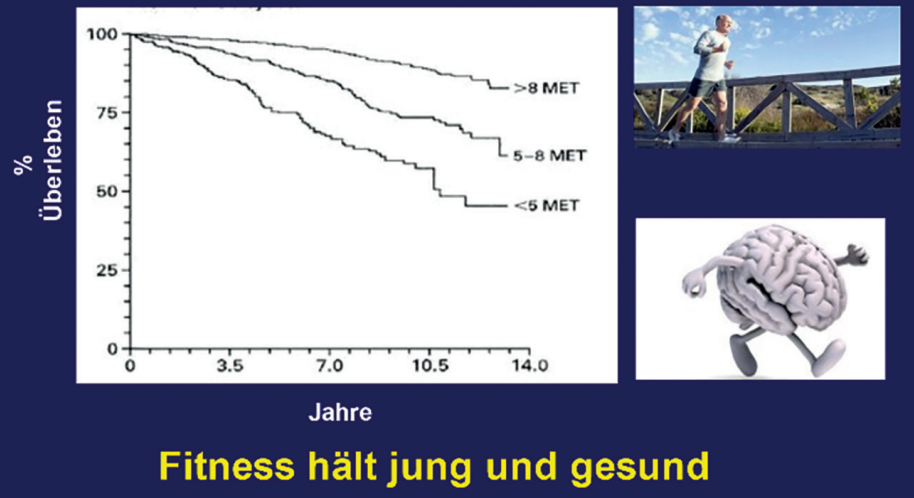 100
75
50
25
0
% Überleben
>8 MET
5–8 MET
<5 MET
0 3.5 7.0 10.5 14.0
Jahre
Fitness hält jung und gesund